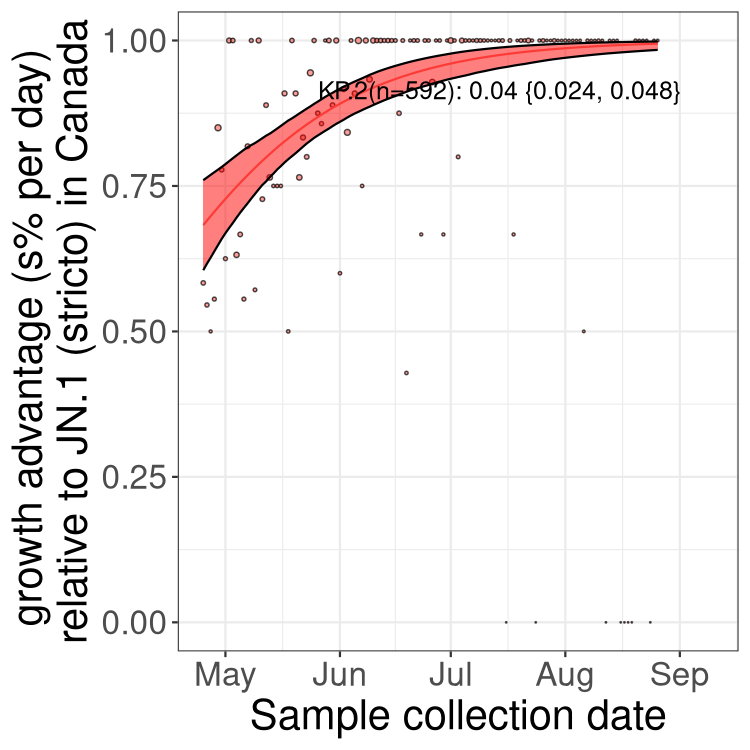 growth advantage (s% per day)
relative to JN.1 (stricto) in Canada
1.00
0.75
0.50
0.25
0.00
KP.2(n=592): 0.04 {0.024, 0.048}
May Jun Jul Aug Sep
Sample collection date